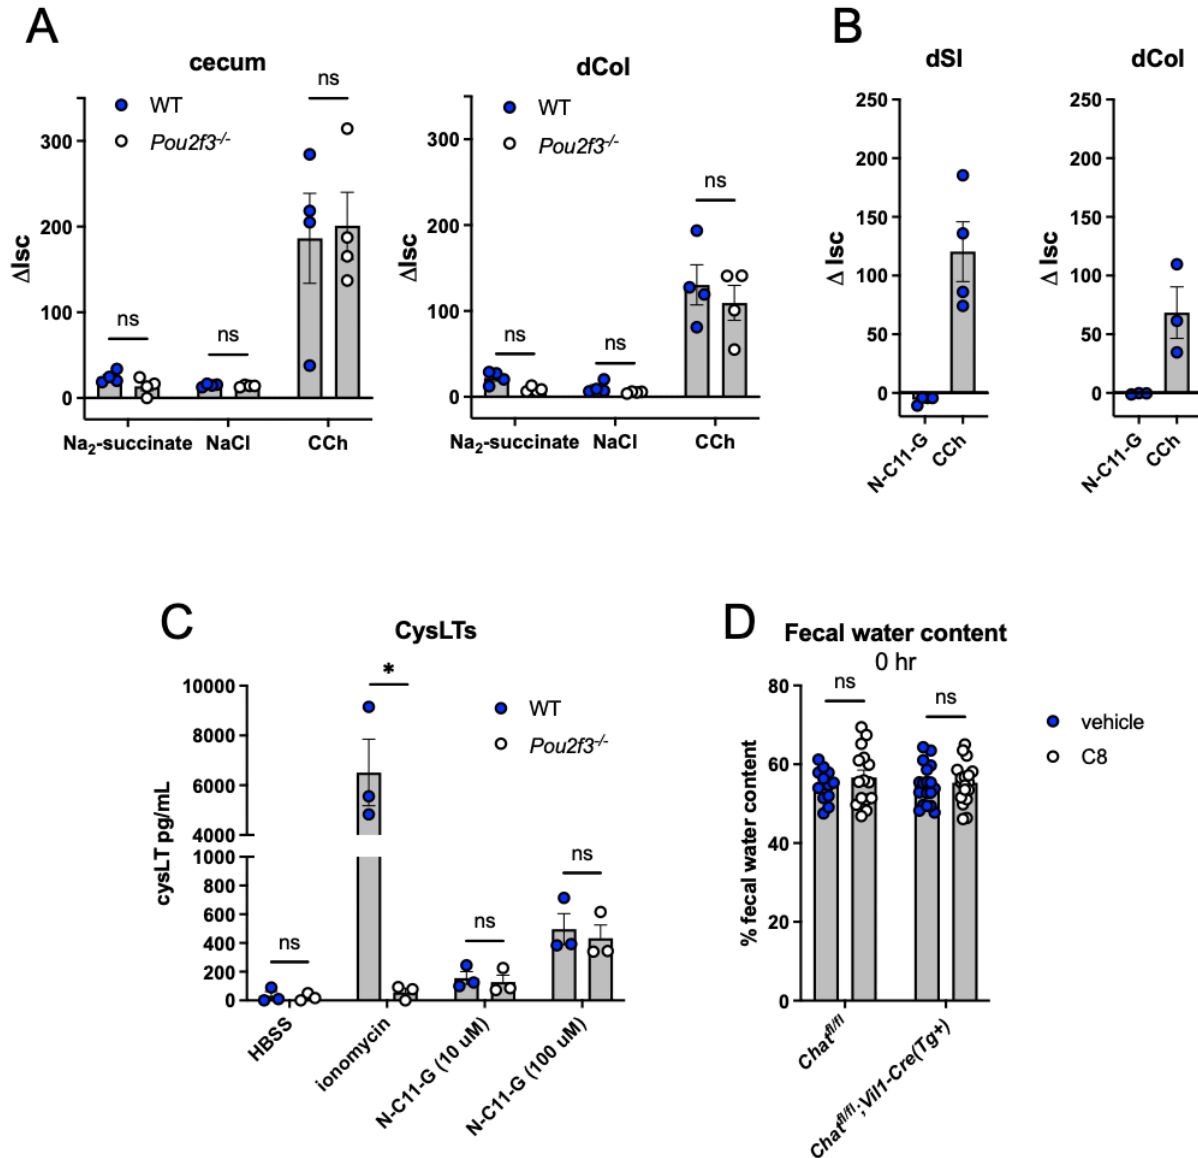 A
cecum
WT
Pou2f3-/-
ns
ns
ns
ΔIsc
300
200
100
0
Na2-succinate
NaCl
CCh
dCol
WT
Pou2f3-/-
ns
ns
ns
ΔIsc
300
200
100
0
Na2-succinate
NaCl
CCh
B
dSI
Δ Isc
250
200
150
100
50
0
N-C11-G
CCh
dCol
Δ Isc
250
200
150
100
50
0
N-C11-G
CCh
C
CysLTs
WT
Pou2f3-/-
*
ns
ns
ns
cysLT pg/mL
10000
8000
6000
4000
1000
800
600
400
200
0
HBSS
ionomycin
N-C11-G (10 uM)
N-C11-G (100 uM)
D
Fecal water content
0 hr
ns
ns
vehicle
C8
% fecal water content
80
60
40
20
0
Chatfl/fl
Chatfl/fl;Vil1-Cre(Tg+)